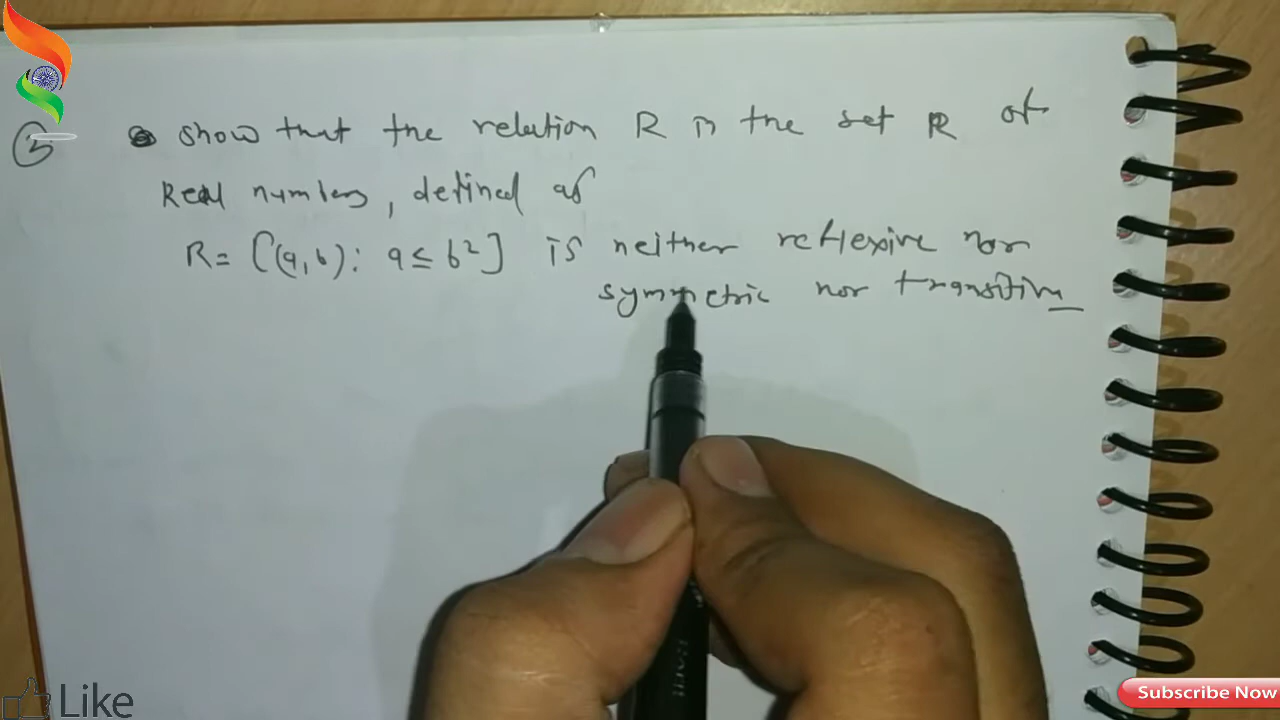 5 show that the relation R in the set R of
Real numbers, defined as
R = {(a, b): a ≤ b²} is neither reflexive nor
symmetric nor transitive
Like
Subscribe Now